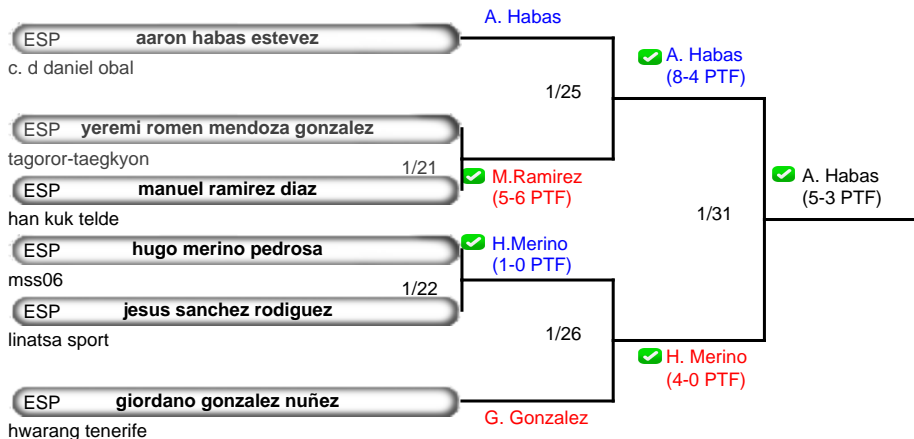 A. Habas
ESP aaron habas estevez
c. d daniel obal
A. Habas
(8-4 PTF)
1/25
ESP yeremi romen mendoza gonzalez
tagoror-taegkyon
1/21
ESP manuel ramirez diaz
han kuk telde
M.Ramirez
(5-6 PTF)
A. Habas
(5-3 PTF)
1/31
ESP hugo merino pedrosa
mss06
H.Merino
(1-0 PTF)
1/22
ESP jesus sanchez rodiguez
linatsa sport
1/26
H. Merino
(4-0 PTF)
ESP giordano gonzalez nuñez
hwarang tenerife
G. Gonzalez